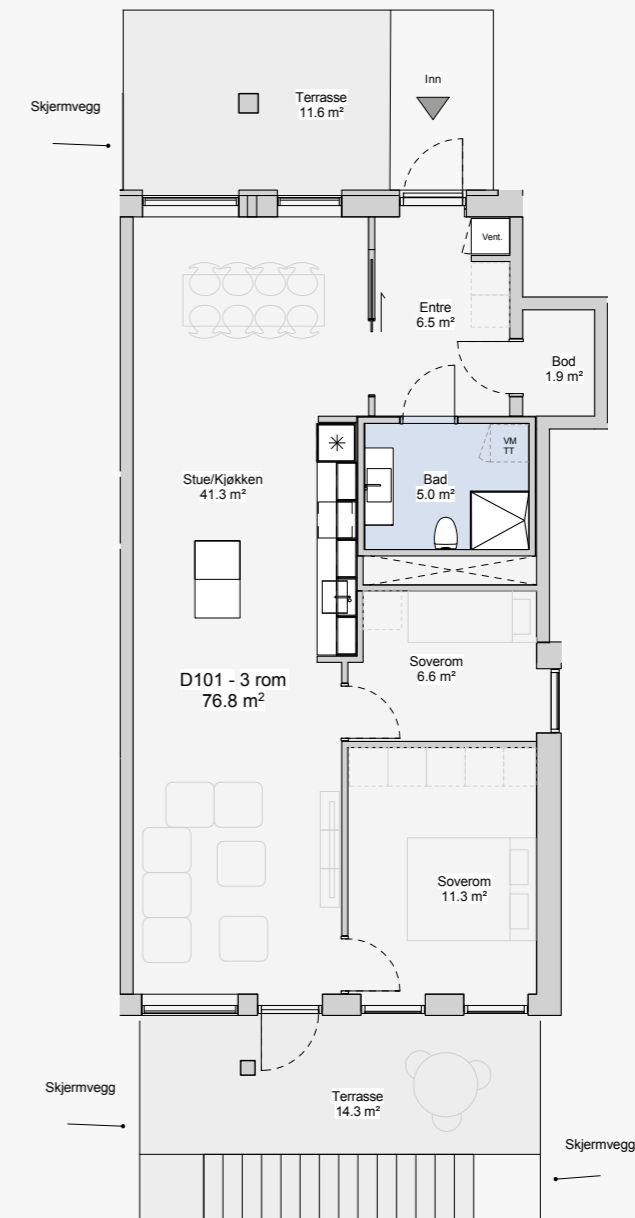 Inn
Skjermvegg
Terrasse
11.6 m²
Vent.
Entre
6.5 m²
Bod
1.9 m²
VM
TT
Stue/Kjøkken
41.3 m²
Bad
5.0 m²
Soverom
6.6 m²
D101 - 3 rom
76.8 m²
Soverom
11.3 m²
Skjermvegg
Terrasse
14.3 m²
Skjermvegg